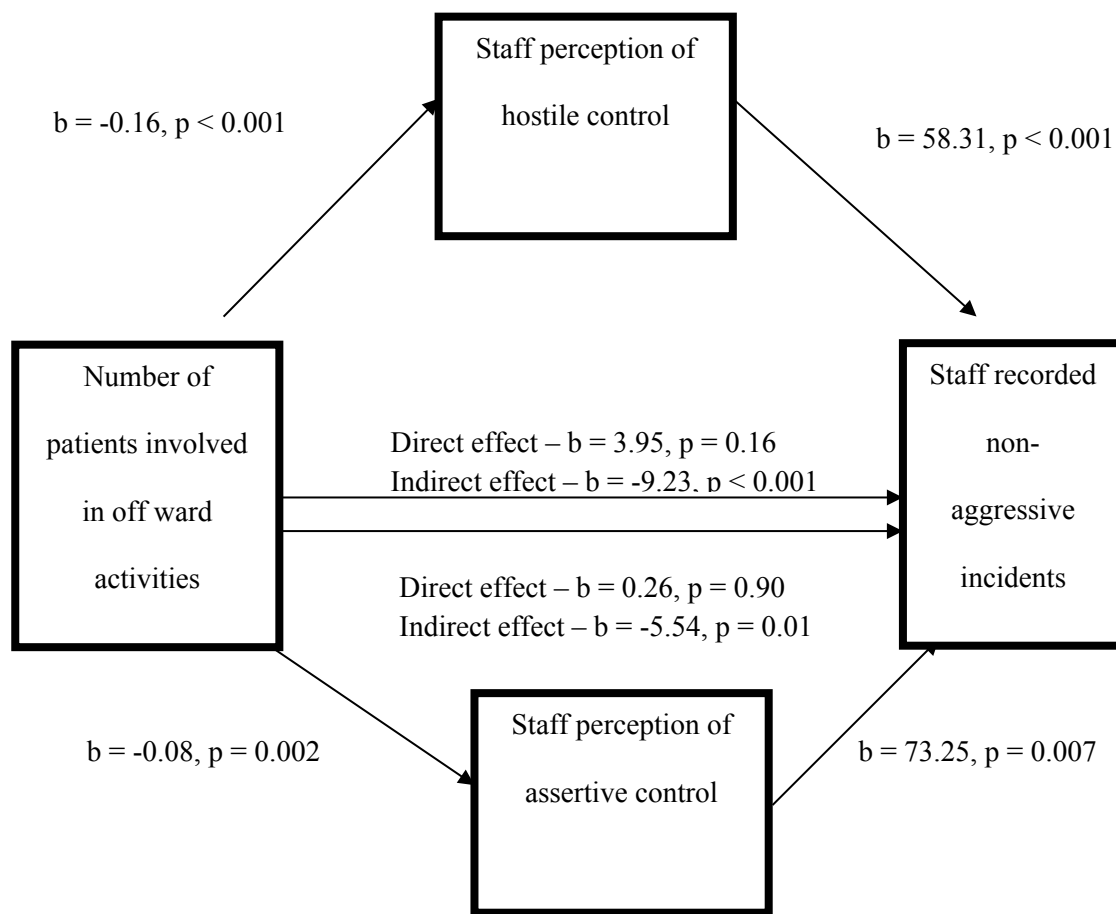 Staff perception of
hostile control
b = -0.16, p < 0.001
b = 58.31, p < 0.001
Number of
patients involved
in off ward
activities
Direct effect – b = 3.95, p = 0.16
Indirect effect – b = -9.23, p < 0.001
Staff recorded
non-
aggressive
incidents
Direct effect – b = 0.26, p = 0.90
Indirect effect – b = -5.54, p = 0.01
b = -0.08, p = 0.002
Staff perception of
assertive control
b = 73.25, p = 0.007